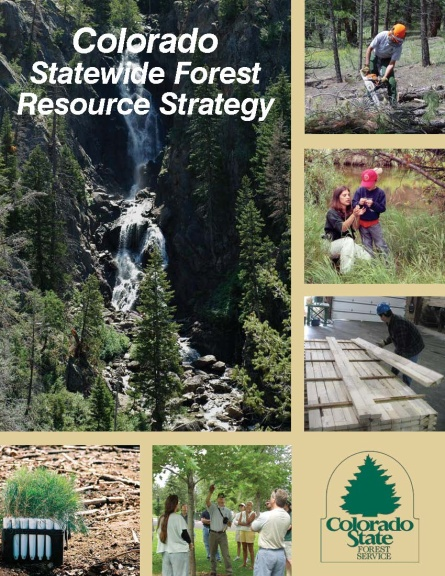 Colorado
Statewide Forest
Resource Strategy
Colorado
State
FOREST
SERVICE